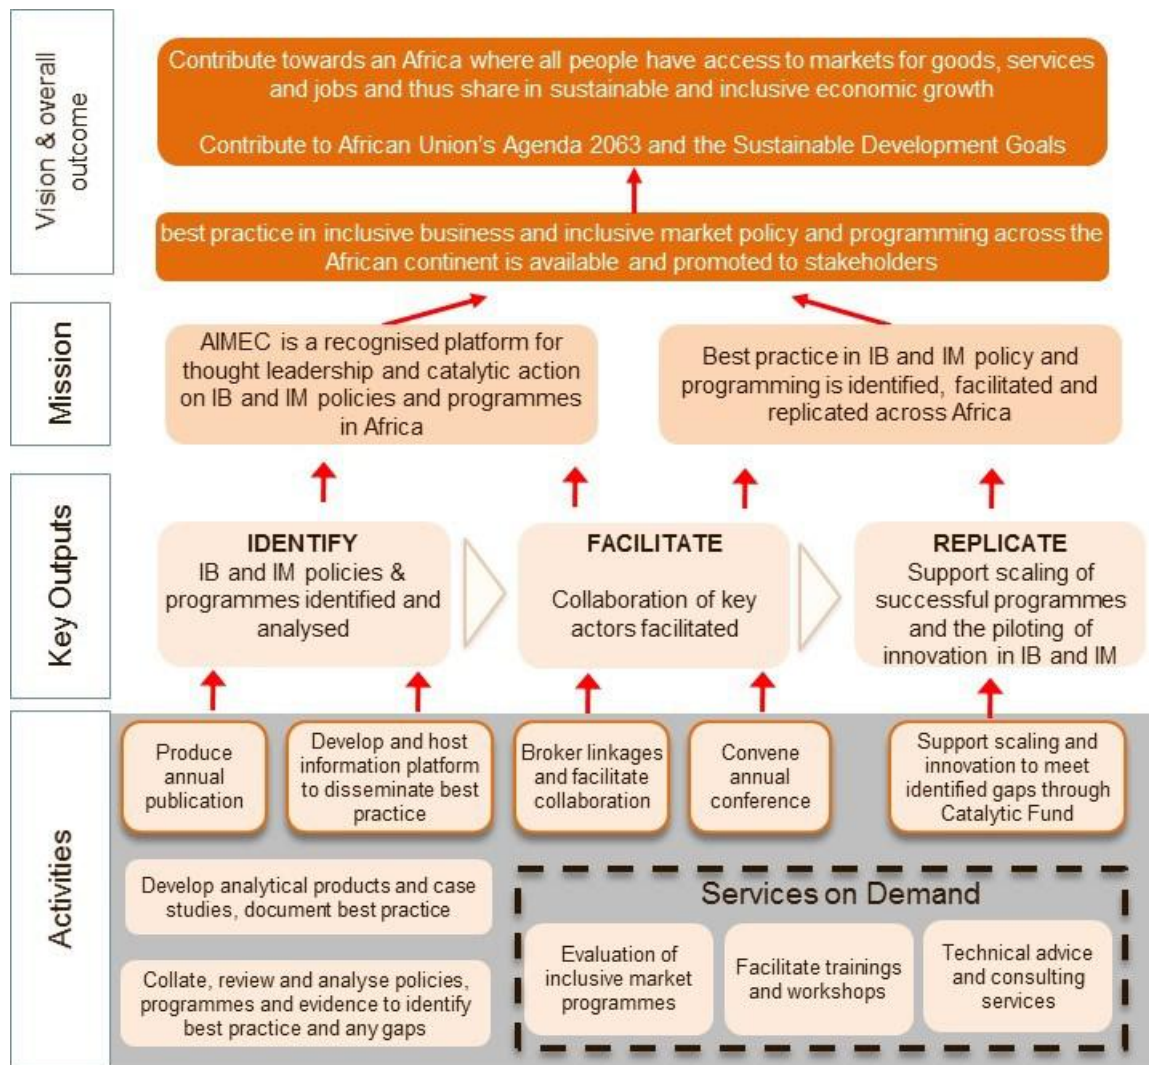 Vision & overall
outcome
Contribute towards an Africa where all people have access to markets for goods, services
and jobs and thus share in sustainable and inclusive economic growth
Contribute to African Union's Agenda 2063 and the Sustainable Development Goals
best practice in inclusive business and inclusive market policy and programming across the
African continent is available and promoted to stakeholders
Mission
AIMEC is a recognised platform for
thought leadership and catalytic action
on IB and IM policies and programmes
in Africa
Best practice in IB and IM policy and
programming is identified, facilitated and
replicated across Africa
Key Outputs
IDENTIFY
IB and IM policies &
programmes identified and
analysed
FACILITATE
Collaboration of key
actors facilitated
REPLICATE
Support scaling of
successful programmes
and the piloting of
innovation in IB and IM
Activities
Produce
annual
publication
Develop and host
information platform
to disseminate best
practice
Broker linkages
and facilitate
collaboration
Convene
annual
conference
Support scaling and
innovation to meet
identified gaps through
Catalytic Fund
Develop analytical products and case
studies, document best practice
Collate, review and analyse policies,
programmes and evidence to identify
best practice and any gaps
Services on Demand
Evaluation of
inclusive market
programmes
Facilitate trainings
and workshops
Technical advice
and consulting
services